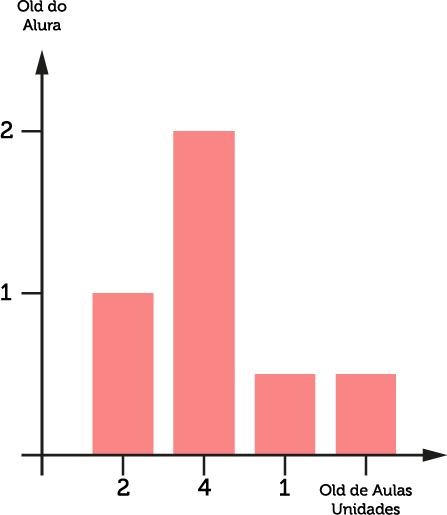 Old do
Alura
2
1
2 4 1 Old de Aulas
Unidades